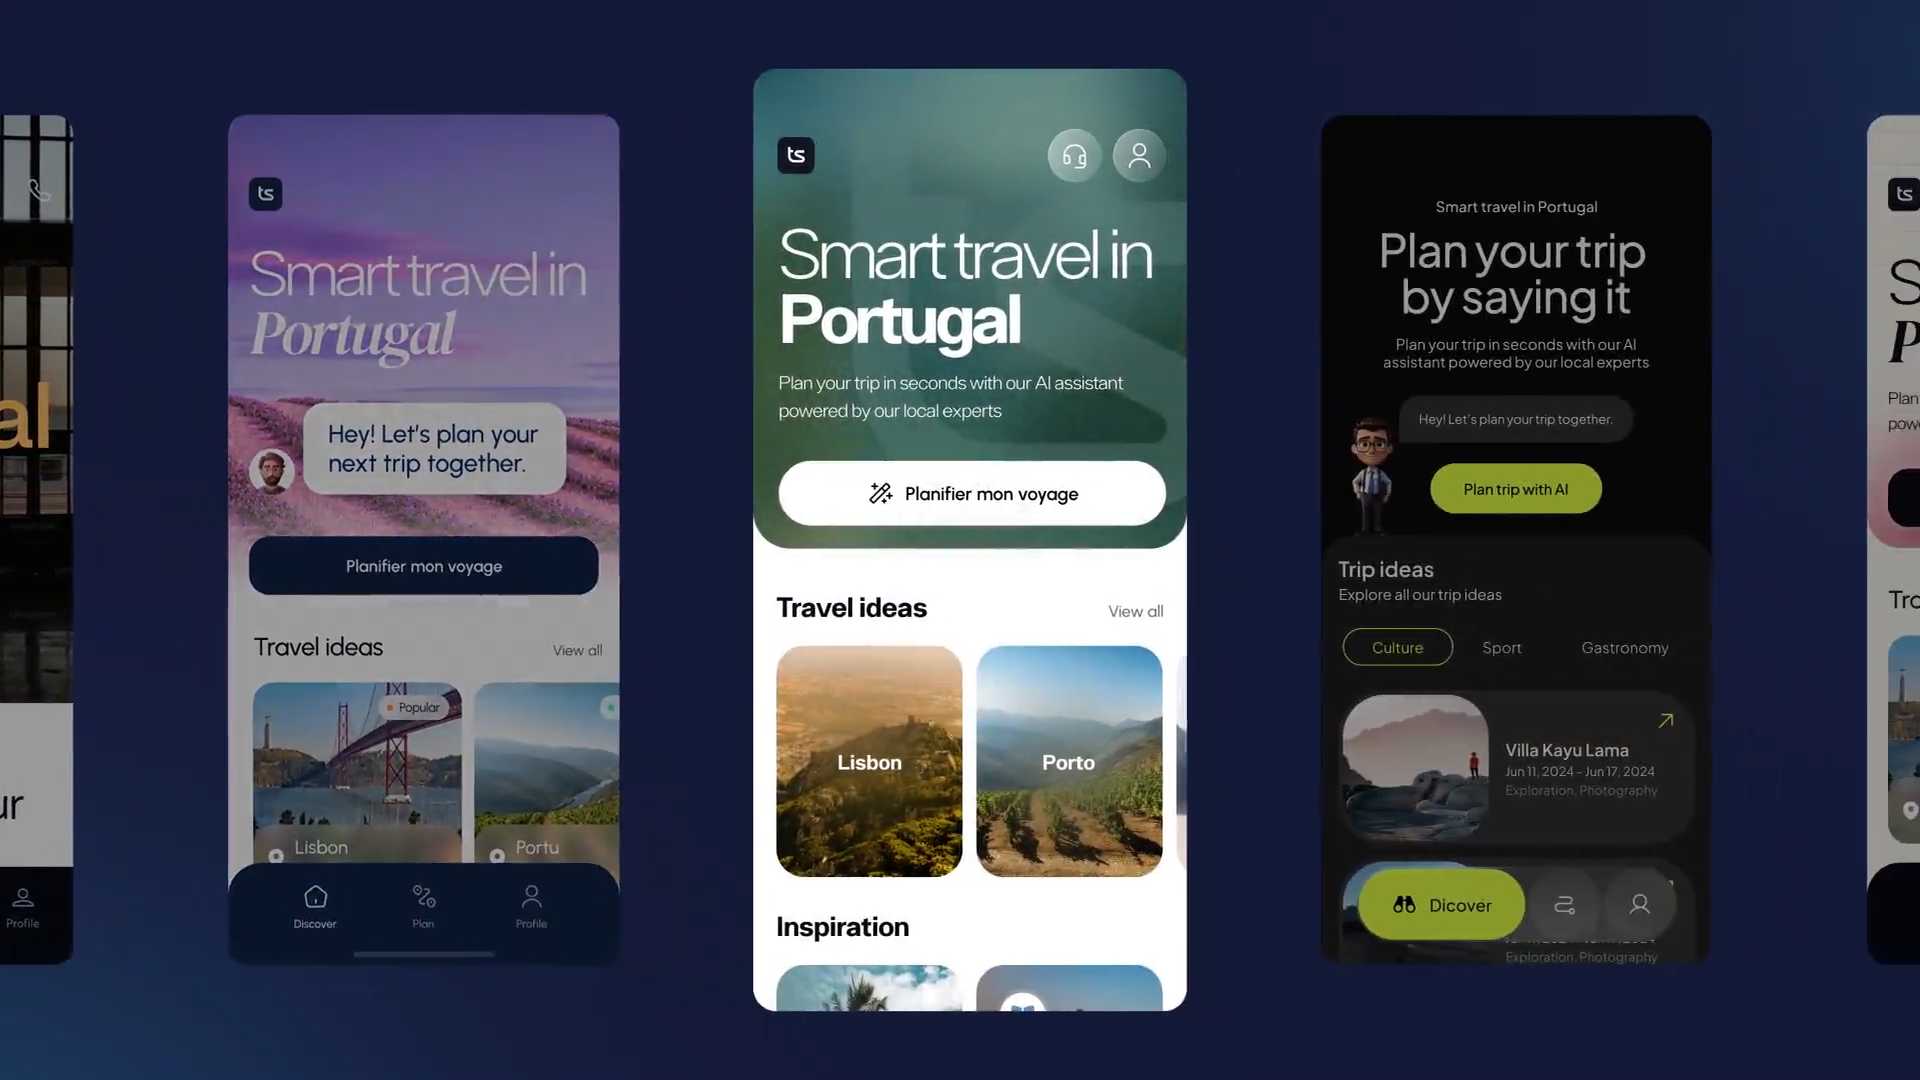 al
ur
Profile
ts
Smart travel in
Portugal
Hey! Let's plan your
next trip together.
Planifier mon voyage
Travel ideas
View all
Popular
Lisbon
Portu
Discover
Plan
Profile
ts
Smart travel in
Portugal
Plan your trip in seconds with our AI assistant
powered by our local experts
Planifier mon voyage
Travel ideas
View all
Lisbon
Porto
Inspiration
Smart travel in Portugal
Plan your trip
by saying it
Plan your trip in seconds with our AI
assistant powered by our local experts
Hey! Let's plan your trip together.
Plan trip with AI
Trip ideas
Explore all our trip ideas
Culture
Sport
Gastronomy
Villa Kayu Lama
Jun 11, 2024 - Jun 17, 2024
Exploration, Photography
Dicover
Exploration, Photography
ts
S
P
Plan
pow
Tra